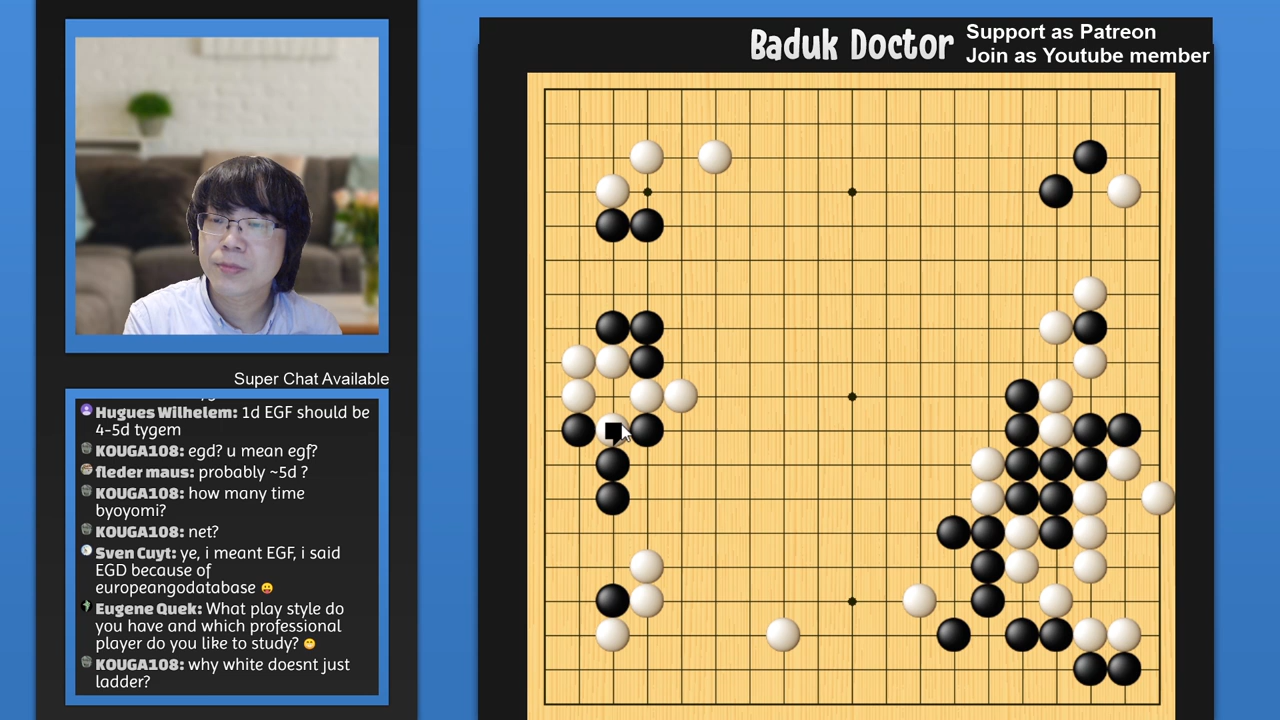 Baduk Doctor
Support as Patreon
Join as Youtube member
Super Chat Available
Hugues Wilhelem: 1d EGF should be
4-5d tygem
KOUGA108: egd? u mean egf?
fleder maus: probably ~5d ?
KOUGA108: how many time
byoyomi?
KOUGA108: net?
Sven Cuyt: ye, i meant EGF, i said
EGD because of
europeangodatabase 😛
Eugene Quek: What play style do
you have and which professional
player do you like to study? 😁
KOUGA108: why white doesnt just
ladder?